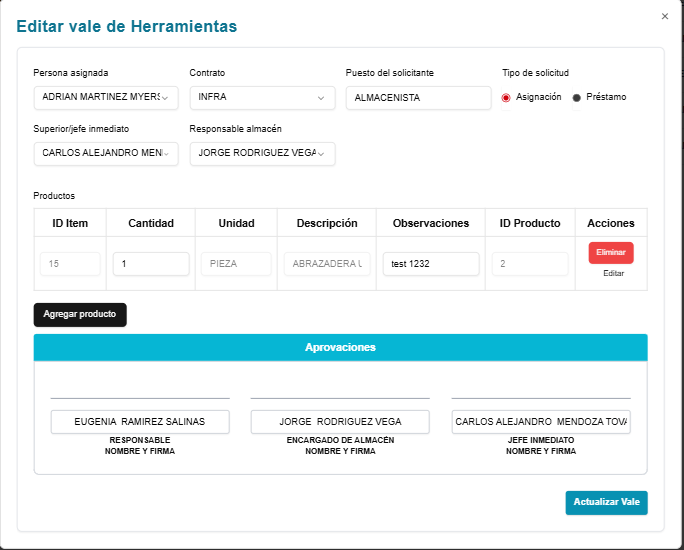 ×
Editar vale de Herramientas
Persona asignada Contrato Puesto del solicitante Tipo de solicitud
ADRIAN MARTINEZ MYERS INFRA ALMACENISTA Asignación Préstamo
Superior/jefe inmediato Responsable almacén
CARLOS ALEJANDRO MEN JORGE RODRIGUEZ VEGA
Productos
ID Item Cantidad Unidad Descripción Observaciones ID Producto Acciones
15 1 PIEZA ABRAZADERA U test 1232 2 Eliminar
Editar
Agregar producto
Aprovaciones
EUGENIA RAMIREZ SALINAS JORGE RODRIGUEZ VEGA CARLOS ALEJANDRO MENDOZA TOVA
RESPONSABLE ENCARGADO DE ALMACÉN JEFE INMEDIATO
NOMBRE Y FIRMA NOMBRE Y FIRMA NOMBRE Y FIRMA
Actualizar Vale